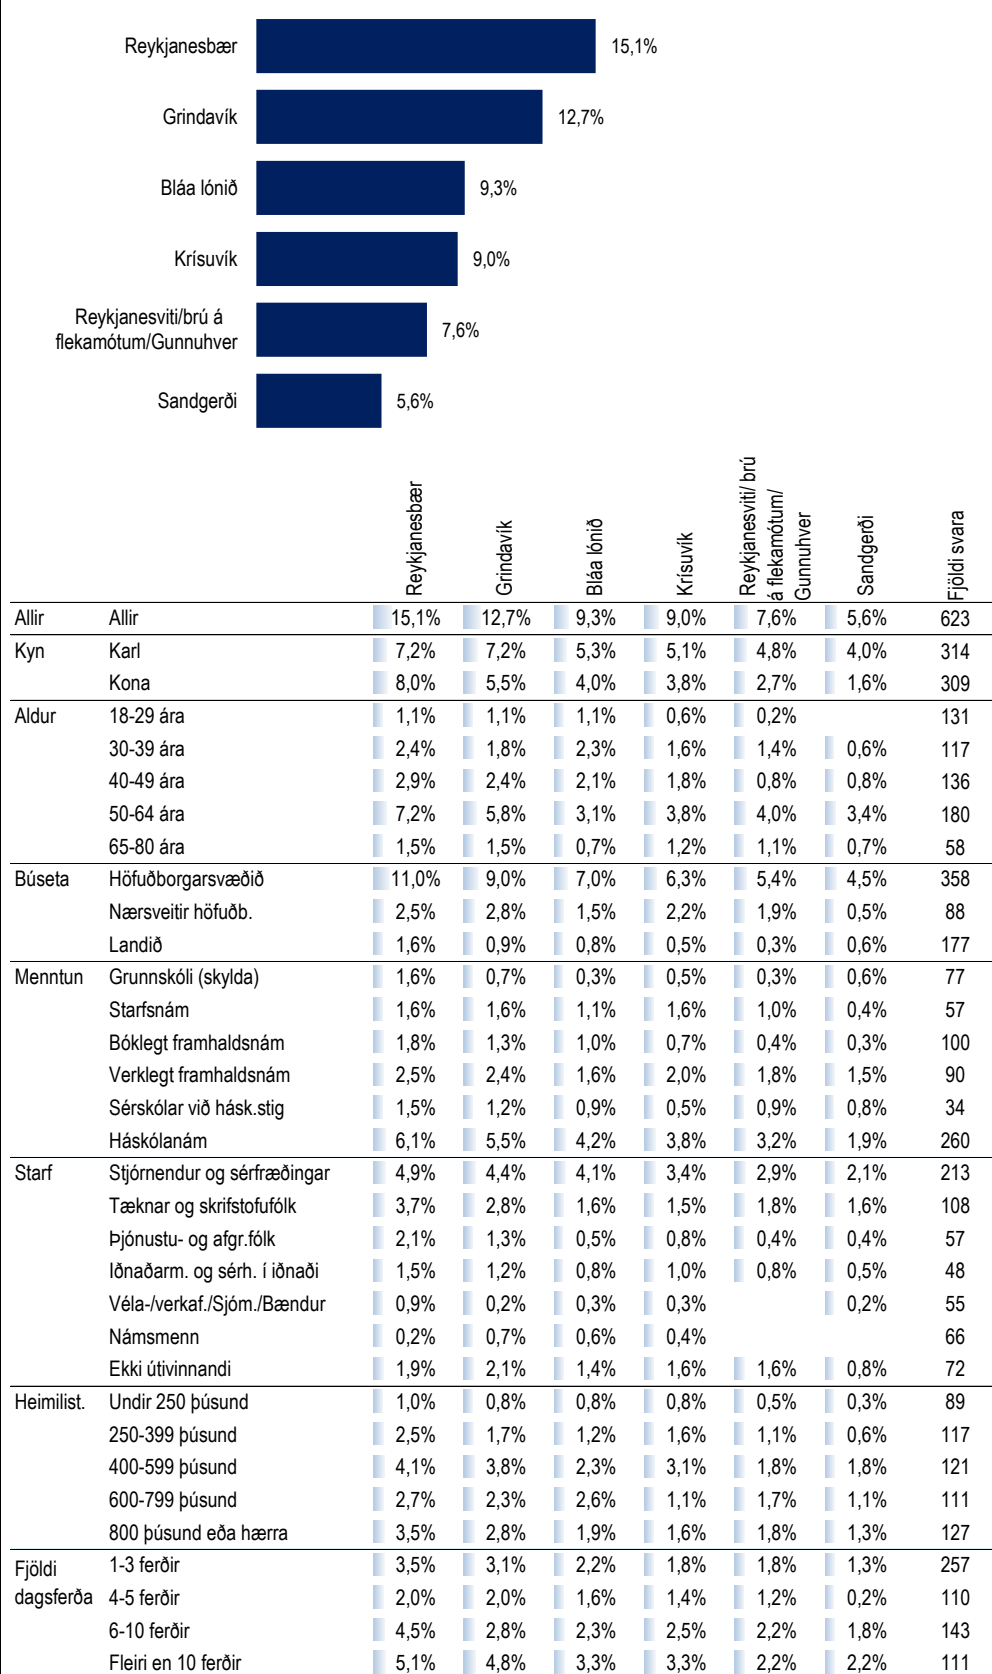 Reykjanesbær 15,1%
Grindavík 12,7%
Bláa lónið 9,3%
Krísuvík 9,0%
Reykjanesviti/brú á
flekamótum/Gunnuhver 7,6%
Sandgerði 5,6%
Reykjanesbær
Grindavík
Bláa lónið
Krísuvík
Reykjanesviti/ brú
á flekamótum/
Gunnuhver
Sandgerði
Fjöldi svara
Allir Allir 15,1% 12,7% 9,3% 9,0% 7,6% 5,6% 623
Kyn Karl 7,2% 7,2% 5,3% 5,1% 4,8% 4,0% 314
Kona 8,0% 5,5% 4,0% 3,8% 2,7% 1,6% 309
Aldur 18-29 ára 1,1% 1,1% 1,1% 0,6% 0,2% 131
30-39 ára 2,4% 1,8% 2,3% 1,6% 1,4% 0,6% 117
40-49 ára 2,9% 2,4% 2,1% 1,8% 0,8% 0,8% 136
50-64 ára 7,2% 5,8% 3,1% 3,8% 4,0% 3,4% 180
65-80 ára 1,5% 1,5% 0,7% 1,2% 1,1% 0,7% 58
Búseta Höfuðborgarsvæðið 11,0% 9,0% 7,0% 6,3% 5,4% 4,5% 358
Nærsveitir höfuðb. 2,5% 2,8% 1,5% 2,2% 1,9% 0,5% 88
Landið 1,6% 0,9% 0,8% 0,5% 0,3% 0,6% 177
Menntun Grunnskóli (skylda) 1,6% 0,7% 0,3% 0,5% 0,3% 0,6% 77
Starfsnám 1,6% 1,6% 1,1% 1,6% 1,0% 0,4% 57
Bóklegt framhaldsnám 1,8% 1,3% 1,0% 0,7% 0,4% 0,3% 100
Verklegt framhaldsnám 2,5% 2,4% 1,6% 2,0% 1,8% 1,5% 90
Sérskólar við hásk.stig 1,5% 1,2% 0,9% 0,5% 0,9% 0,8% 34
Háskólanám 6,1% 5,5% 4,2% 3,8% 3,2% 1,9% 260
Starf Stjórnendur og sérfræðingar 4,9% 4,4% 4,1% 3,4% 2,9% 2,1% 213
Tæknar og skrifstofufólk 3,7% 2,8% 1,6% 1,5% 1,8% 1,6% 108
Þjónustu- og afgr.fólk 2,1% 1,3% 0,5% 0,8% 0,4% 0,4% 57
Iðnaðarm. og sérh. í iðnaði 1,5% 1,2% 0,8% 1,0% 0,8% 0,5% 48
Véla-/verkaf./Sjóm./Bændur 0,9% 0,2% 0,3% 0,3% 0,2% 55
Námsmenn 0,2% 0,7% 0,6% 0,4% 66
Ekki útivinnandi 1,9% 2,1% 1,4% 1,6% 1,6% 0,8% 72
Heimilist. Undir 250 þúsund 1,0% 0,8% 0,8% 0,8% 0,5% 0,3% 89
250-399 þúsund 2,5% 1,7% 1,2% 1,6% 1,1% 0,6% 117
400-599 þúsund 4,1% 3,8% 2,3% 3,1% 1,8% 1,8% 121
600-799 þúsund 2,7% 2,3% 2,6% 1,1% 1,7% 1,1% 111
800 þúsund eða hærra 3,5% 2,8% 1,9% 1,6% 1,8% 1,3% 127
Fjöldi 1-3 ferðir 3,5% 3,1% 2,2% 1,8% 1,8% 1,3% 257
dagsferða 4-5 ferðir 2,0% 2,0% 1,6% 1,4% 1,2% 0,2% 110
6-10 ferðir 4,5% 2,8% 2,3% 2,5% 2,2% 1,8% 143
Fleiri en 10 ferðir 5,1% 4,8% 3,3% 3,3% 2,2% 2,2% 111